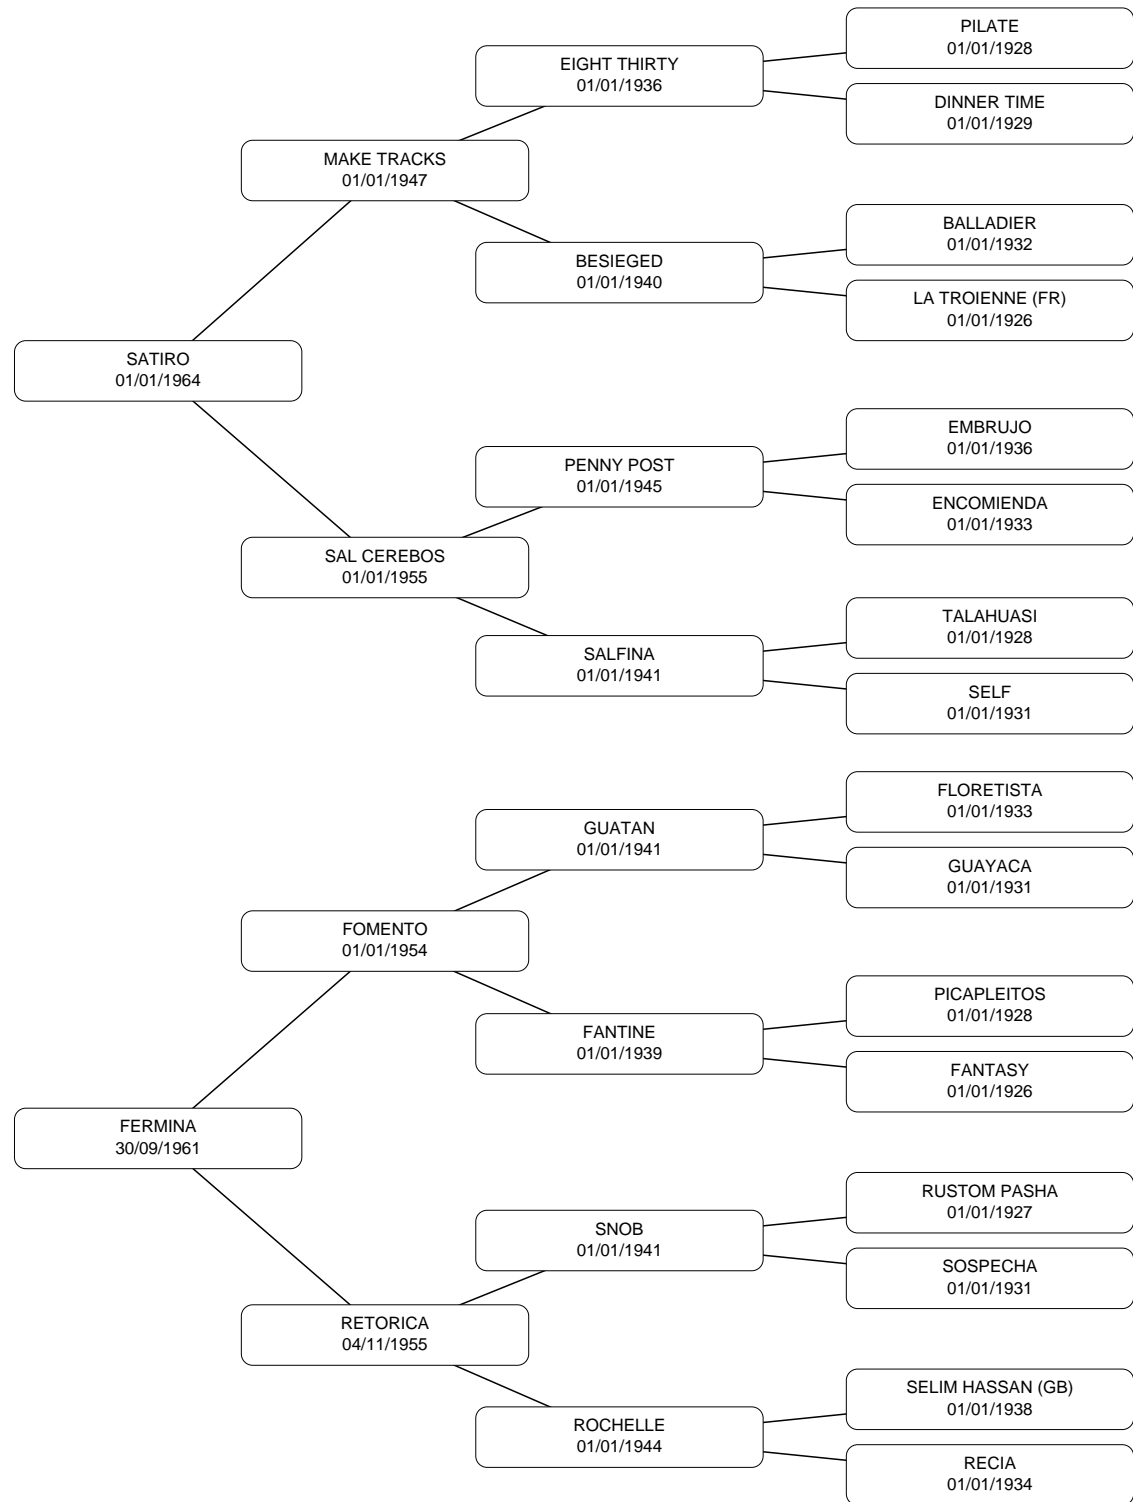 PILATE
01/01/1928
EIGHT THIRTY
01/01/1936
DINNER TIME
01/01/1929
MAKE TRACKS
01/01/1947
BALLADIER
01/01/1932
BESIEGED
01/01/1940
LA TROIENNE (FR)
01/01/1926
SATIRO
01/01/1964
EMBRUJO
01/01/1936
PENNY POST
01/01/1945
ENCOMIENDA
01/01/1933
SAL CEREBOS
01/01/1955
TALAHUASI
01/01/1928
SALFINA
01/01/1941
SELF
01/01/1931
FLORETISTA
01/01/1933
GUATAN
01/01/1941
GUAYACA
01/01/1931
FOMENTO
01/01/1954
PICAPLEITOS
01/01/1928
FANTINE
01/01/1939
FANTASY
01/01/1926
FERMINA
30/09/1961
RUSTOM PASHA
01/01/1927
SNOB
01/01/1941
SOSPECHA
01/01/1931
RETORICA
04/11/1955
SELIM HASSAN (GB)
01/01/1938
ROCHELLE
01/01/1944
RECIA
01/01/1934